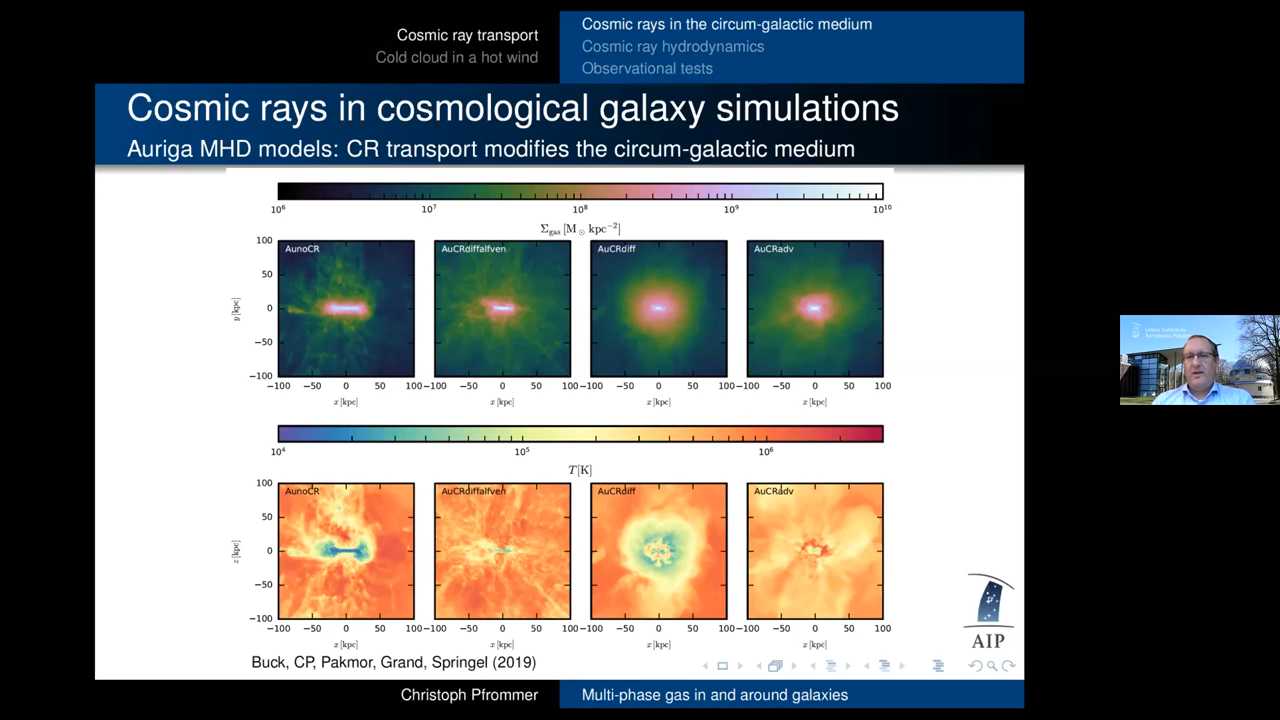 Cosmic ray transport
Cold cloud in a hot wind
Cosmic rays in the circum-galactic medium
Cosmic ray hydrodynamics
Observational tests
Cosmic rays in cosmological galaxy simulations
Auriga MHD models: CR transport modifies the circum-galactic medium
10⁶ 10⁷ 10⁸ 10⁹ 10¹⁰
Σgas [M⊙ kpc⁻²]
AunoCR AuCRdiffalfven AuCRdiff AuCRadv
100
50
0
−50
−100
y [kpc]
−100 −50 0 50 100 −100 −50 0 50 100 −100 −50 0 50 100 −100 −50 0 50 100
x [kpc] x [kpc] x [kpc] x [kpc]
10⁴ 10⁵ 10⁶
T [K]
AunoCR AuCRdiffalfven AuCRdiff AuCRadv
100
50
0
−50
−100
z [kpc]
−100 −50 0 50 100 −100 −50 0 50 100 −100 −50 0 50 100 −100 −50 0 50 100
x [kpc] x [kpc] x [kpc] x [kpc]
Buck, CP, Pakmor, Grand, Springel (2019)
AIP
Christoph Pfrommer
Multi-phase gas in and around galaxies
Leibniz Institute for
Astrophysics Potsdam